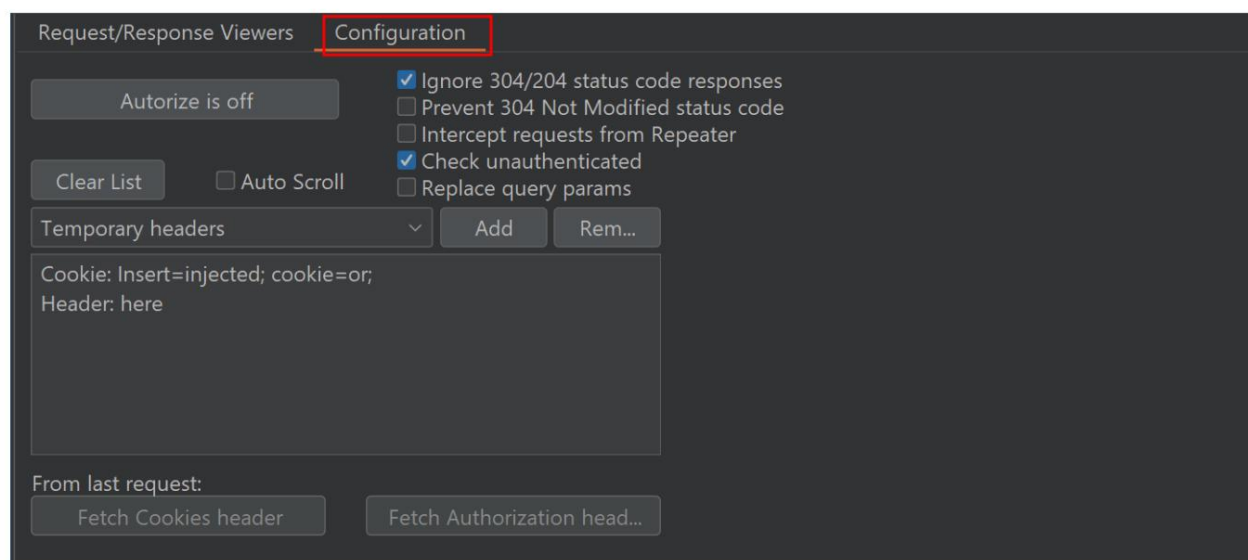 Request/Response Viewers Configuration
Autorize is off
Ignore 304/204 status code responses
Prevent 304 Not Modified status code
Intercept requests from Repeater
Check unauthenticated
Clear List Auto Scroll
Replace query params
Temporary headers Add Rem...
Cookie: Insert=injected; cookie=or;
Header: here
From last request:
Fetch Cookies header Fetch Authorization head...